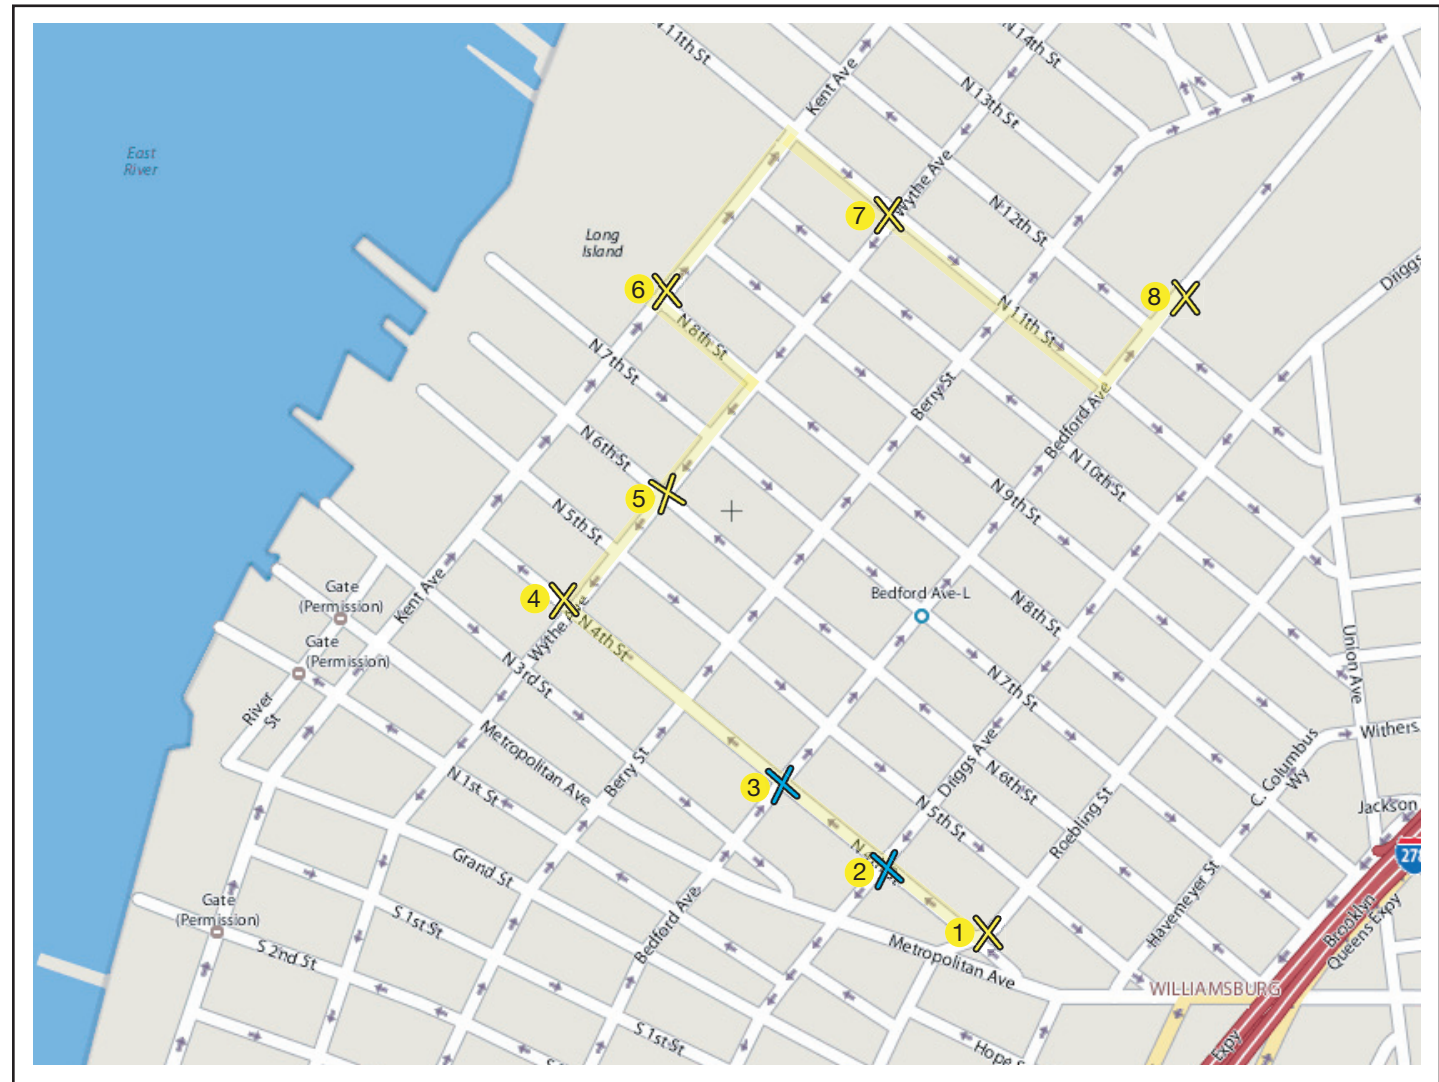 N 11th St
Kent Ave
N 14th St
N 13th St
East
River
Wythe Ave
7
N 12th St
Long
Island
6
8
Driggs
N 8th St
N 11th St
N 7th St
Berry St
Bedford Ave
N 6th St
N 10th St
5
N 9th St
N 5th St
Gate
(Permission)
Kent Ave
4
Bedford Ave-L
N 8th St
Wythe Ave
N 4th St
Gate
(Permission)
Union Ave
N 3rd St
N 7th St
River
St
Metropolitan Ave
Driggs Ave
C. Columbus
Wy
Withers
Berry St
N 1st St
3
N 6th St
N 5th St
Roebling St
Jackson
278
Grand St
2
N 4th St
Gate
(Permission)
S 1st St
Bedford Ave
1
Havemeyer St
Brooklyn
Queens Expy
S 2nd St
Metropolitan Ave
WILLIAMSBURG
S 1st St
Hope S
Expy